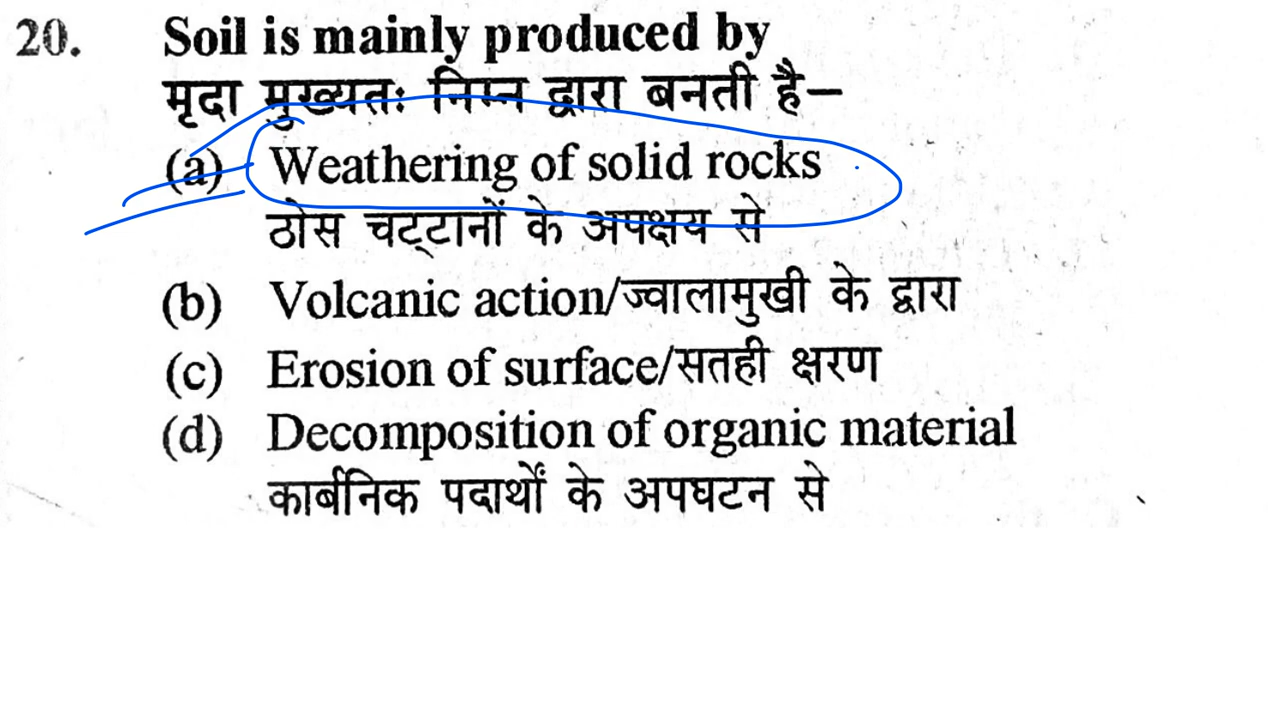 20. Soil is mainly produced by
मृदा मुख्यतः निम्न द्वारा बनती है–
(a) Weathering of solid rocks
ठोस चट्टानों के अपक्षय से
(b) Volcanic action/ज्वालामुखी के द्वारा
(c) Erosion of surface/सतही क्षरण
(d) Decomposition of organic material
कार्बनिक पदार्थों के अपघटन से